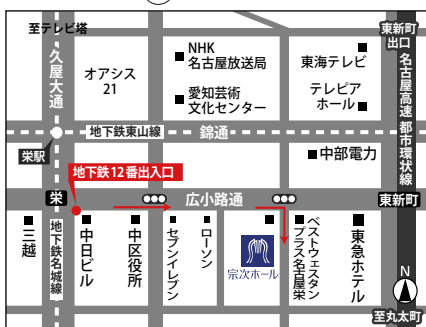 至テレビ塔
東新町
出口
久屋大通
オアシス
21
NHK
名古屋放送局
愛知芸術
文化センター
東海テレビ
テレピア
ホール
名古屋高速 都市環状線
地下鉄東山線
錦通
栄駅
中部電力
地下鉄12番出入口
栄
広小路通
東新町
三越
地下鉄名城線
中日ビル
中区役所
セブンイレブン
ローソン
宗次ホール
ベストウェスタン
プラス名古屋栄
東急ホテル
N
至丸太町